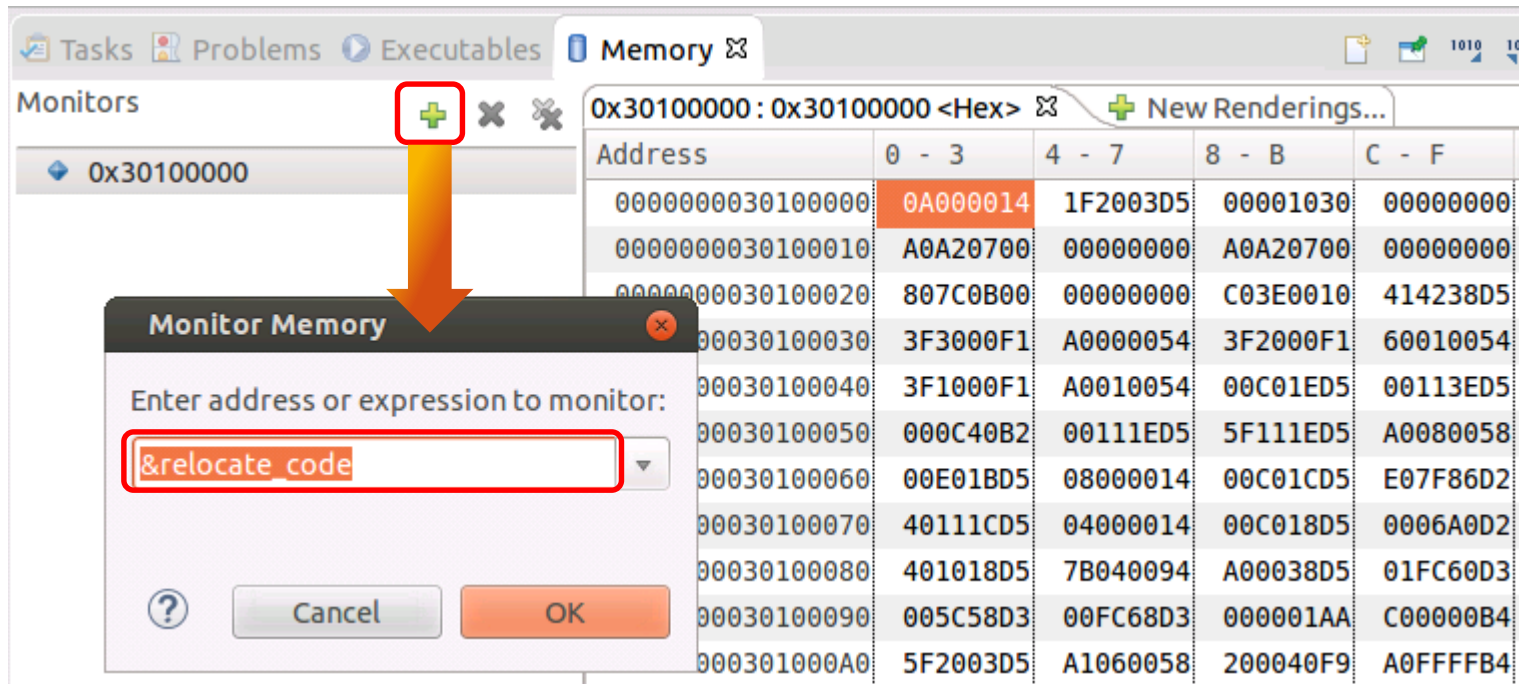 Tasks Problems Executables Memory
Monitors
0x30100000
0x30100000 : 0x30100000 <Hex> New Renderings...
Address 0 - 3 4 - 7 8 - B C - F
0000000030100000 0A000014 1F2003D5 00001030 00000000
0000000030100010 A0A20700 00000000 A0A20700 00000000
0000000030100020 807C0B00 00000000 C03E0010 414238D5
00030100030 3F3000F1 A0000054 3F2000F1 60010054
00030100040 3F1000F1 A0010054 00C01ED5 00113ED5
00030100050 000C40B2 00111ED5 5F111ED5 A0080058
00030100060 00E01BD5 08000014 00C01CD5 E07F86D2
00030100070 40111CD5 04000014 00C018D5 0006A0D2
00030100080 401018D5 7B040094 A00038D5 01FC60D3
00030100090 005C58D3 00FC68D3 000001AA C00000B4
000301000A0 5F2003D5 A1060058 200040F9 A0FFFFB4
Monitor Memory
Enter address or expression to monitor:
&relocate_code
? Cancel OK